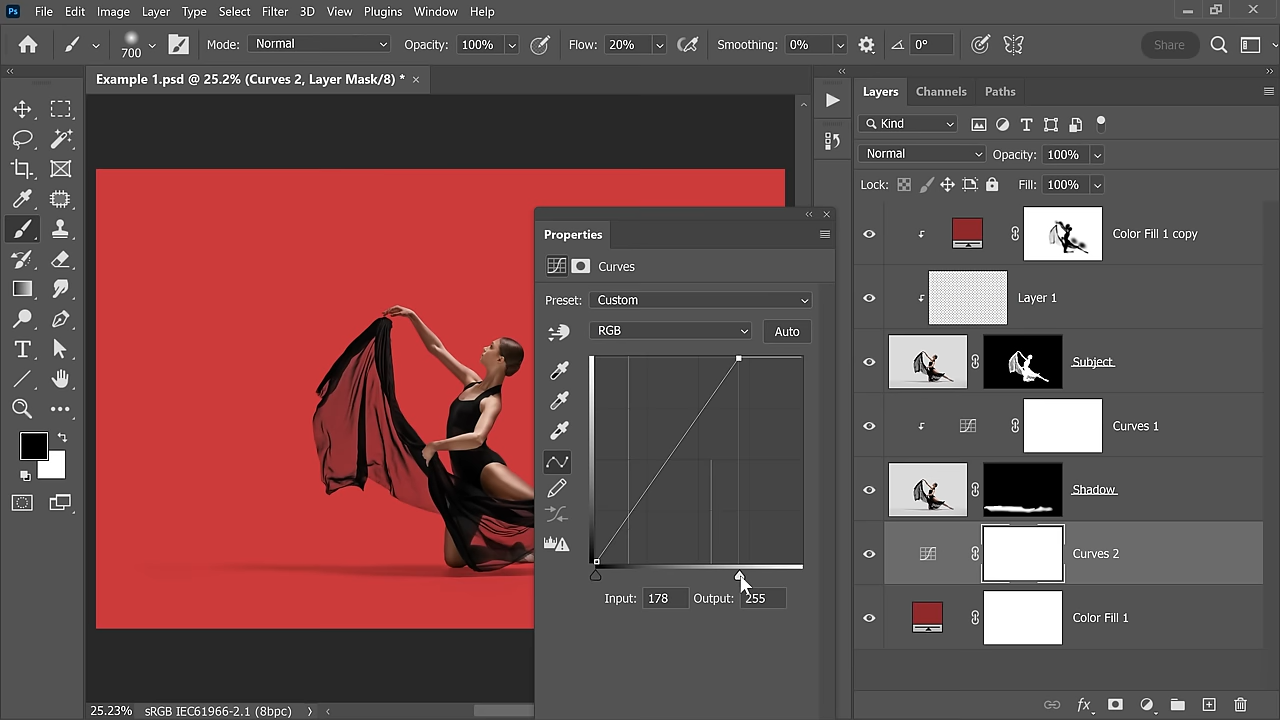 Ps File Edit Image Layer Type Select Filter 3D View Plugins Window Help
700 Mode: Normal Opacity: 100% Flow: 20% Smoothing: 0% 0° Share
Example 1.psd @ 25.2% (Curves 2, Layer Mask/8) *
Layers Channels Paths
Kind
Normal Opacity: 100%
Lock: Fill: 100%
Color Fill 1 copy
Layer 1
Subject
Curves 1
Shadow
Curves 2
Color Fill 1
Properties
Curves
Preset: Custom
RGB Auto
Input: 178 Output: 255
25.23% sRGB IEC61966-2.1 (8bpc)